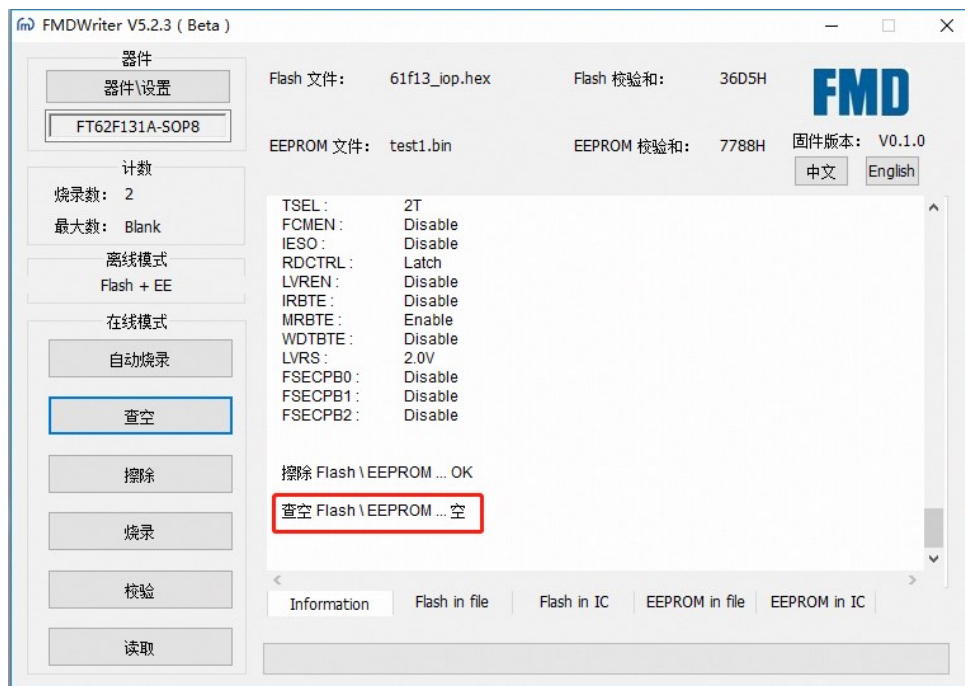 FMDWriter V5.2.3 ( Beta )
器件
器件\设置
FT62F131A-SOP8
计数
烧录数： 2
最大数： Blank
离线模式
Flash + EE
在线模式
自动烧录
查空
擦除
烧录
校验
读取
Flash 文件： 61f13_iop.hex Flash 校验和： 36D5H
EEPROM 文件： test1.bin EEPROM 校验和： 7788H
FMD
固件版本： V0.1.0
中文 English
TSEL : 2T
FCMEN : Disable
IESO : Disable
RDCTRL : Latch
LVREN : Disable
IRBTE : Disable
MRBTE : Enable
WDTBTE : Disable
LVRS : 2.0V
FSECPB0 : Disable
FSECPB1 : Disable
FSECPB2 : Disable
擦除 Flash \ EEPROM ... OK
查空 Flash \ EEPROM ... 空
Information Flash in file Flash in IC EEPROM in file EEPROM in IC